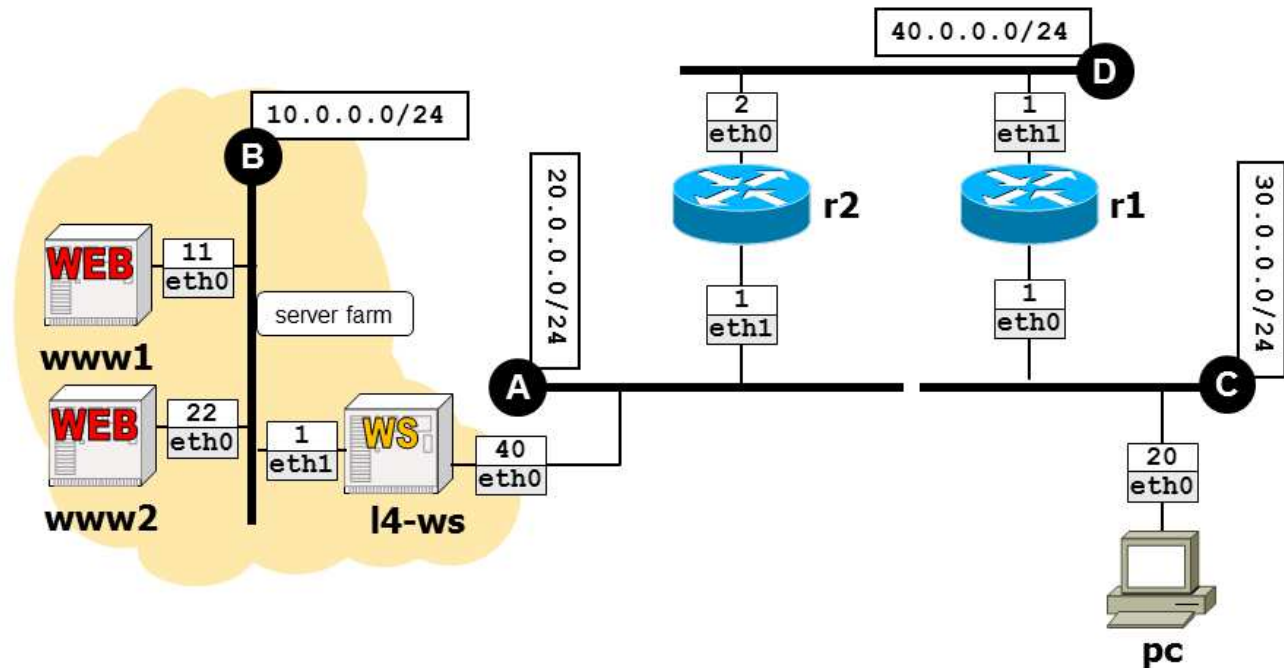 40.0.0.0/24
D
2
eth0
1
eth1
r2
r1
10.0.0.0/24
B
20.0.0.0/24
30.0.0.0/24
WEB
11
eth0
www1
server farm
1
eth1
1
eth0
A
C
WEB
22
eth0
www2
1
eth1
WS
40
eth0
l4-ws
20
eth0
pc